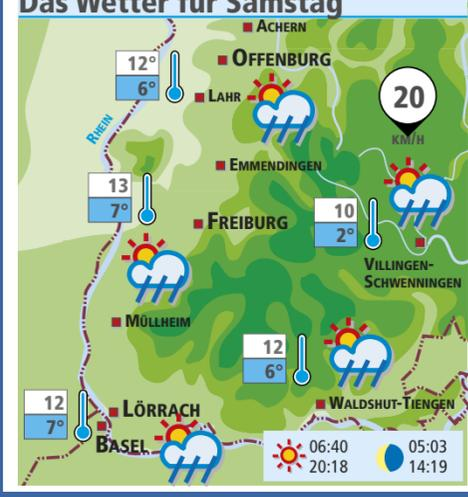 Das Wetter für Samstag
ACHERN
12°
6°
OFFENBURG
LAHR
20
KM/H
RHEIN
EMMENDINGEN
13
7°
FREIBURG
10
2°
VILLINGEN-
SCHWENNINGEN
MÜLLHEIM
12
6°
12
7°
LÖRRACH
WALDSHUT-TIENGEN
BASEL
06:40
20:18
05:03
14:19